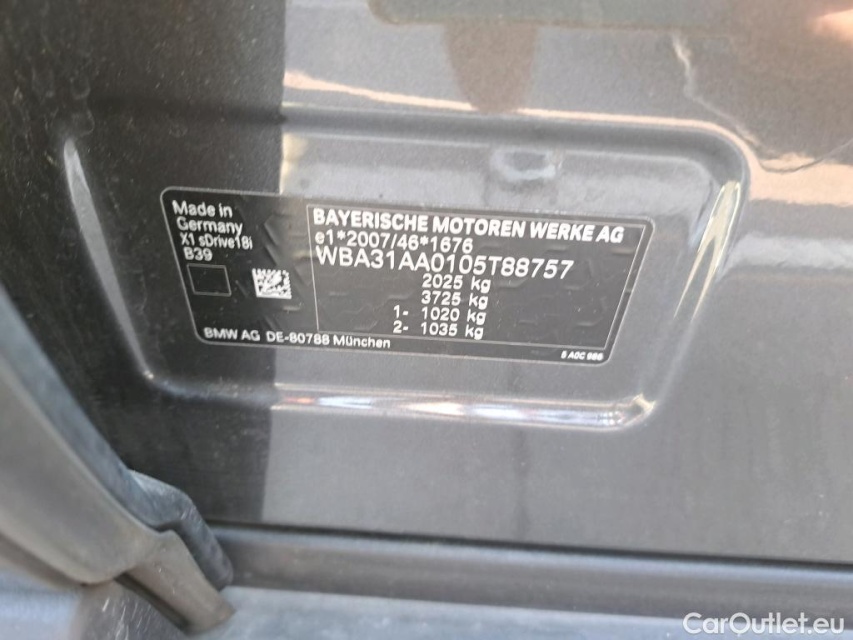 Made in
Germany
X1 sDrive18i
B39
BAYERISCHE MOTOREN WERKE AG
e1*2007/46*1676
WBA31AA0105T88757
2025 kg
3725 kg
1- 1020 kg
2- 1035 kg
BMW AG DE-80788 München
CarOutlet.eu